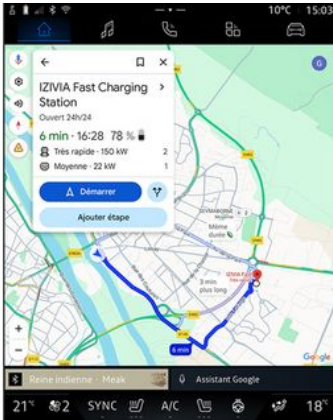 10°C 15:03
IZIVIA Fast Charging
Station
Ouvert 24h/24
6 min · 16:28 78 %
Très rapide · 150 kW 2
Moyenne · 22 kW 1
Démarrer
Ajouter étape
G
Même
durée
IZIVIA Fast
3 min
plus long
6 min
+
−
Google
Reine Indienne · Meak
Assistant Google
21° 2 SYNC A/C 18°